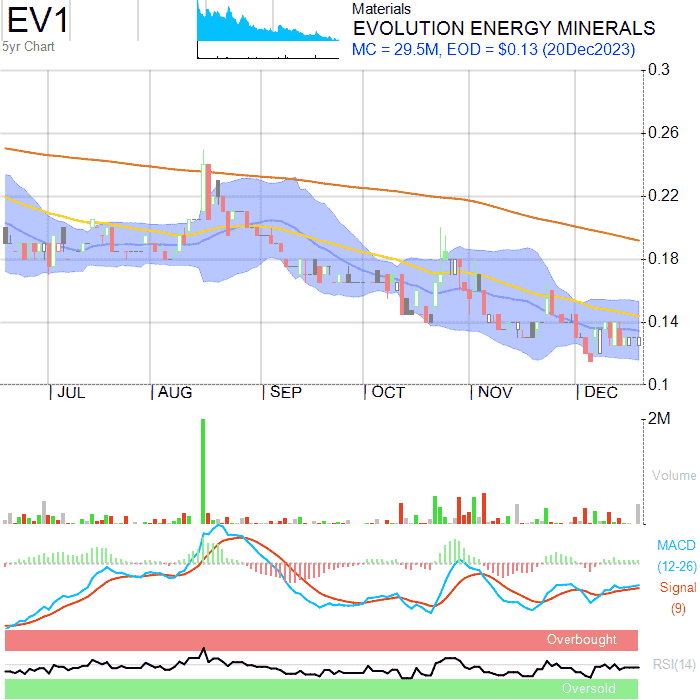 EV1
5yr Chart
Materials
EVOLUTION ENERGY MINERALS
MC = 29.5M, EOD = $0.13 (20Dec2023)
0.3
0.26
0.22
0.18
0.14
0.1
JUL AUG SEP OCT NOV DEC
2M
Volume
MACD
(12-26)
Signal
(9)
Overbought
RSI(14)
Oversold